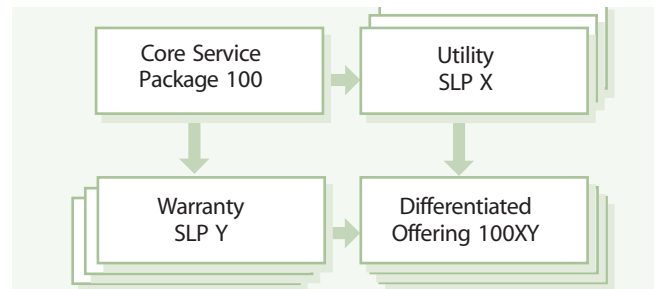 Core Service
Package 100
Utility
SLP X
Warranty
SLP Y
Differentiated
Offering 100XY